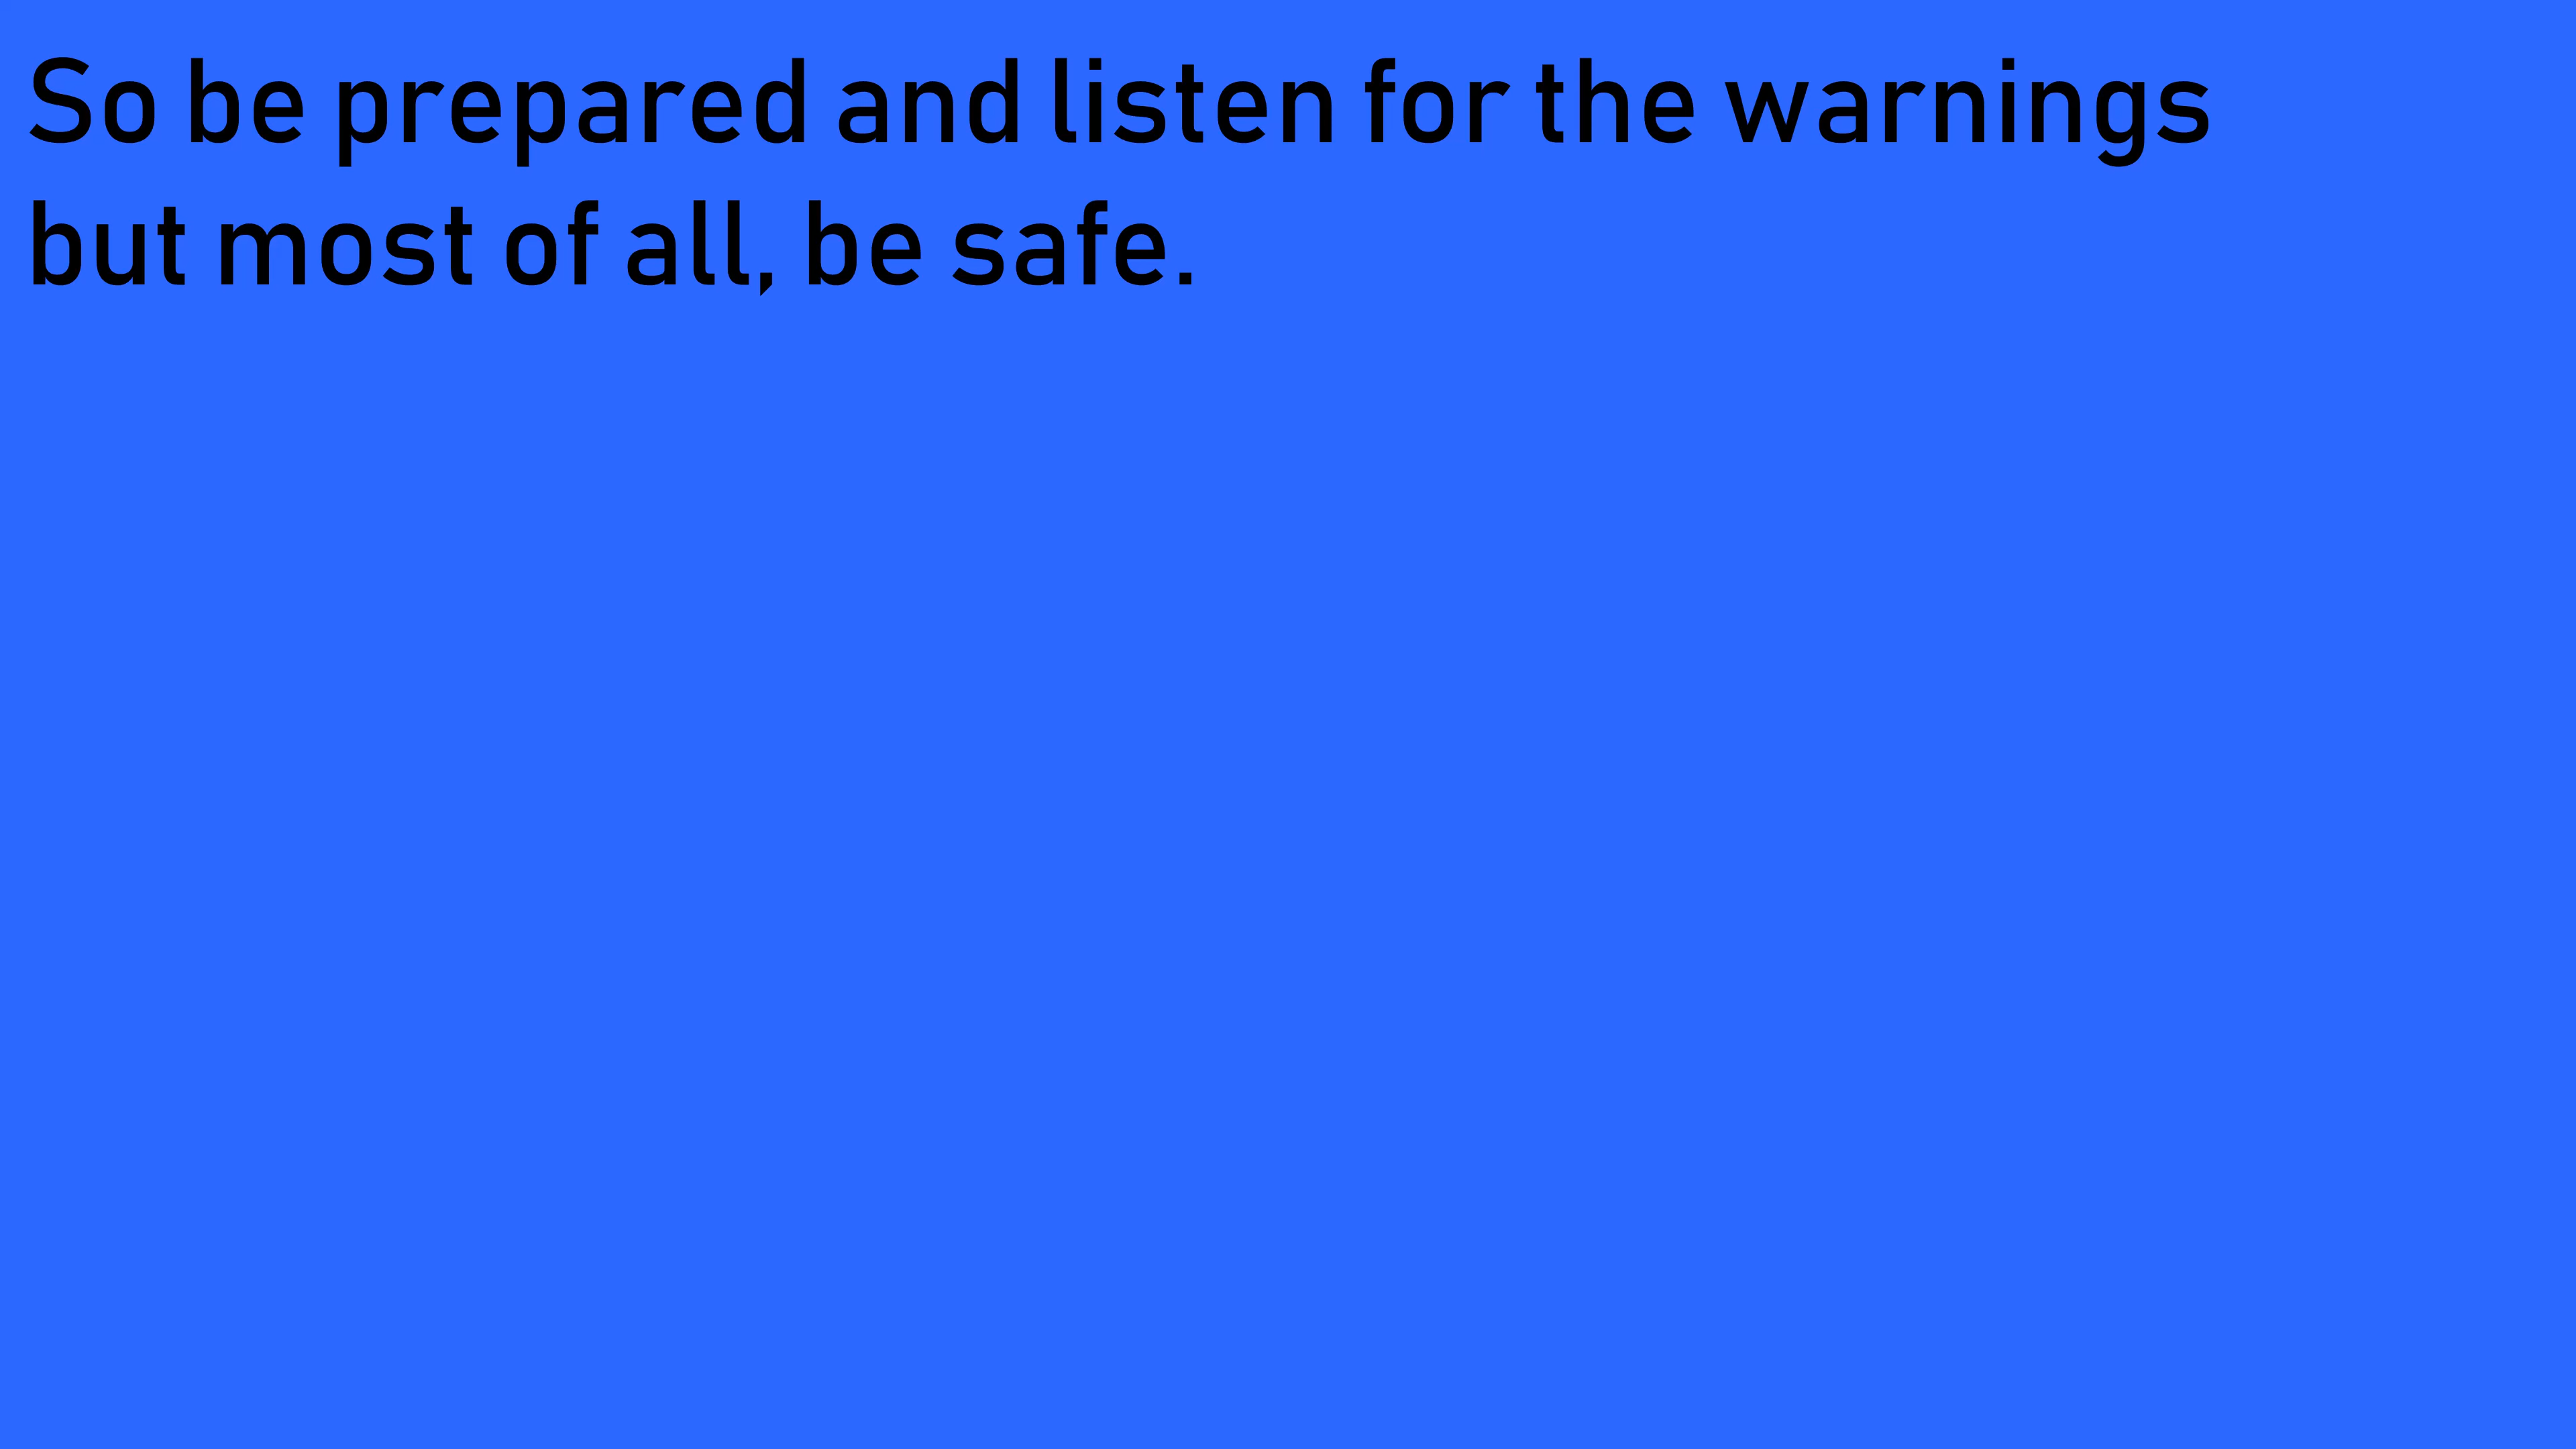 So be prepared and listen for the warnings
but most of all, be safe.